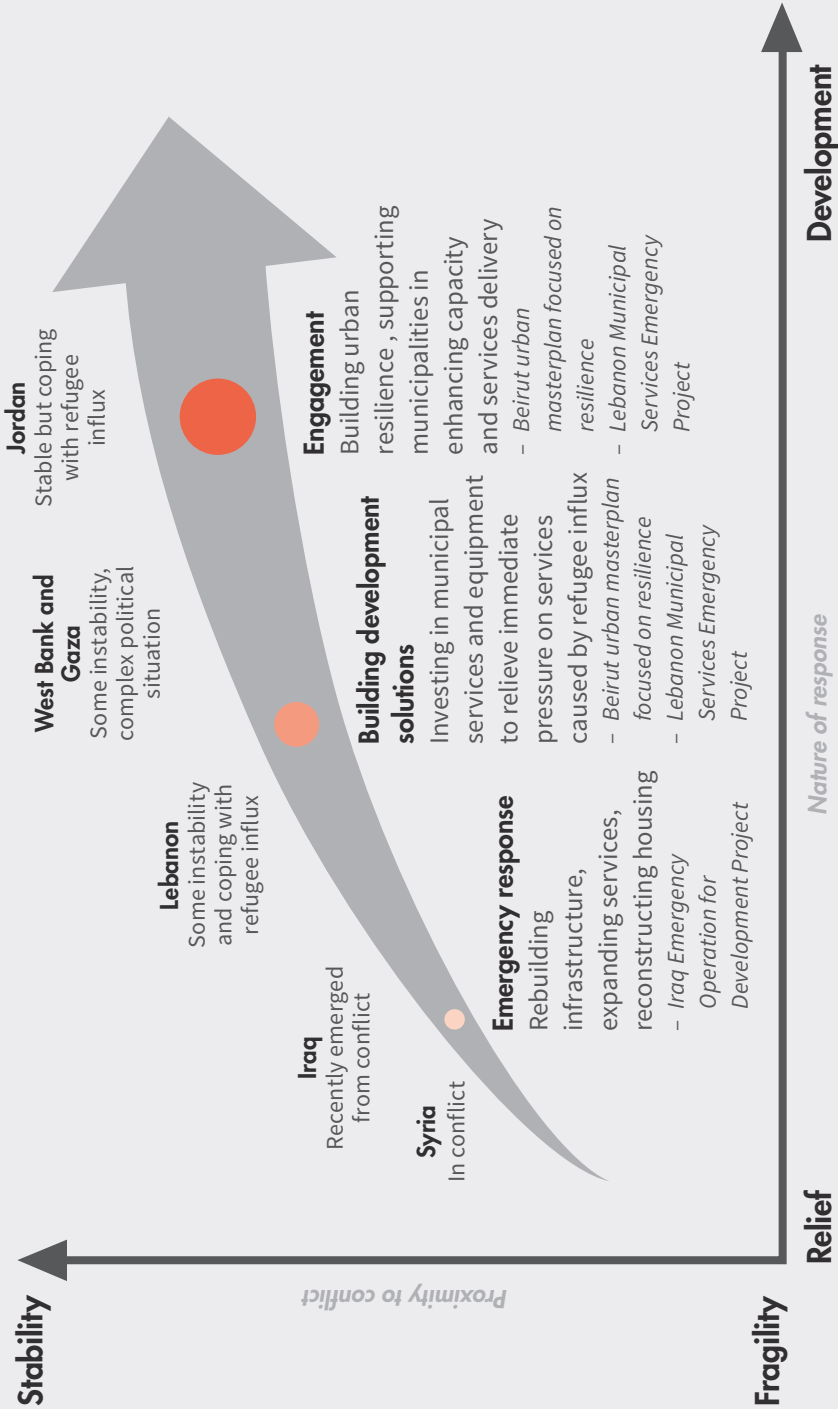 Stability
Proximity to conflict
Fragility
Syria
In conflict
Iraq
Recently emerged
from conflict
Lebanon
Some instability
and coping with
refugee influx
West Bank and
Gaza
Some instability,
complex political
situation
Jordan
Stable but coping
with refugee
influx
Emergency response
Rebuilding
infrastructure,
expanding services,
reconstructing housing
– Iraq Emergency
Operation for
Development Project
Building development
solutions
Investing in municipal
services and equipment
to relieve immediate
pressure on services
caused by refugee influx
– Beirut urban masterplan
focused on resilience
– Lebanon Municipal
Services Emergency
Project
Engagement
Building urban
resilience , supporting
municipalities in
enhancing capacity
and services delivery
– Beirut urban
masterplan focused on
resilience
– Lebanon Municipal
Services Emergency
Project
Relief
Nature of response
Development